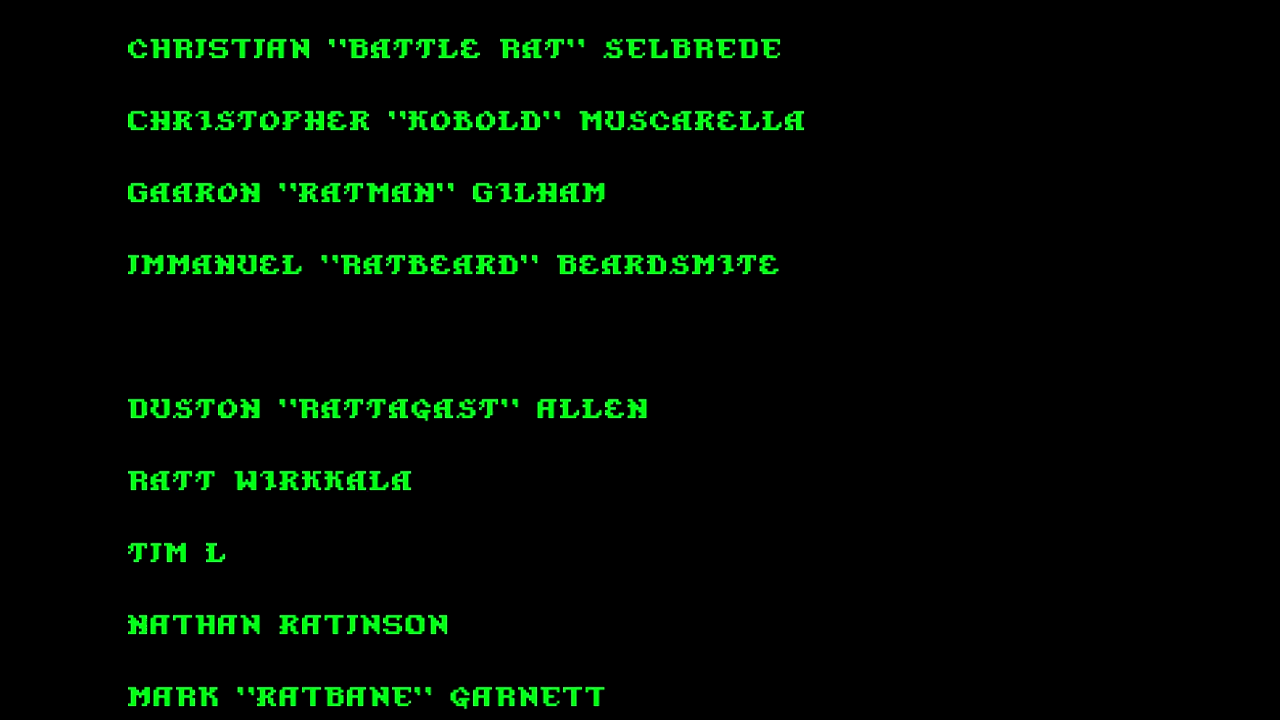 CHRISTIAN "BATTLE RAT" SELBREDE
CHRISTOPHER "KOBOLD" MUSCARELLA
GAARON "RATMAN" GILHAM
IMMANUEL "RATBEARD" BEARDSMITE
DUSTON "RATTAGAST" ALLEN
RATT WIRKKALA
TIM L
NATHAN RATINSON
MARK "RATBANE" GARNETT